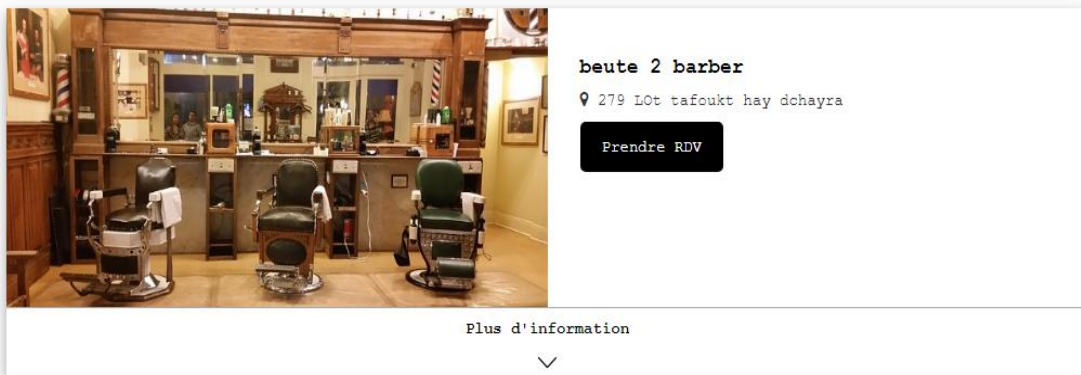 beute 2 barber
279 LOt tafoukt hay dchayra
Prendre RDV
Plus d'information